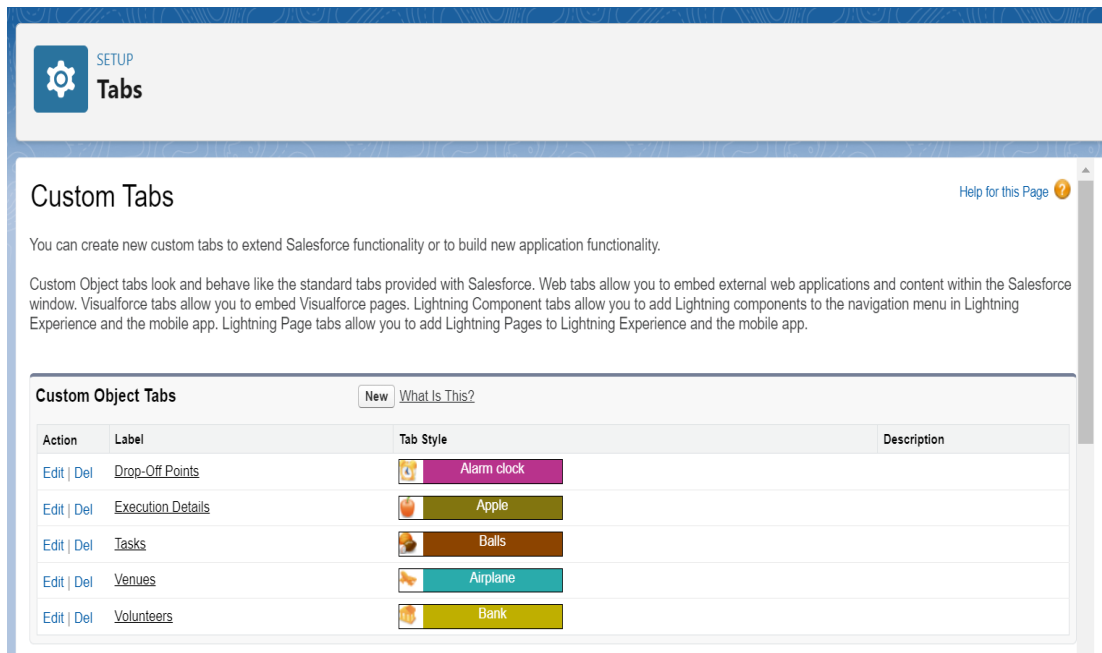 SETUP
Tabs
Custom Tabs
Help for this Page ?
You can create new custom tabs to extend Salesforce functionality or to build new application functionality.
Custom Object tabs look and behave like the standard tabs provided with Salesforce. Web tabs allow you to embed external web applications and content within the Salesforce
window. Visualforce tabs allow you to embed Visualforce pages. Lightning Component tabs allow you to add Lightning components to the navigation menu in Lightning
Experience and the mobile app. Lightning Page tabs allow you to add Lightning Pages to Lightning Experience and the mobile app.
Custom Object Tabs New What Is This?
Action Label Tab Style Description
Edit | Del Drop-Off Points Alarm clock
Edit | Del Execution Details Apple
Edit | Del Tasks Balls
Edit | Del Venues Airplane
Edit | Del Volunteers Bank